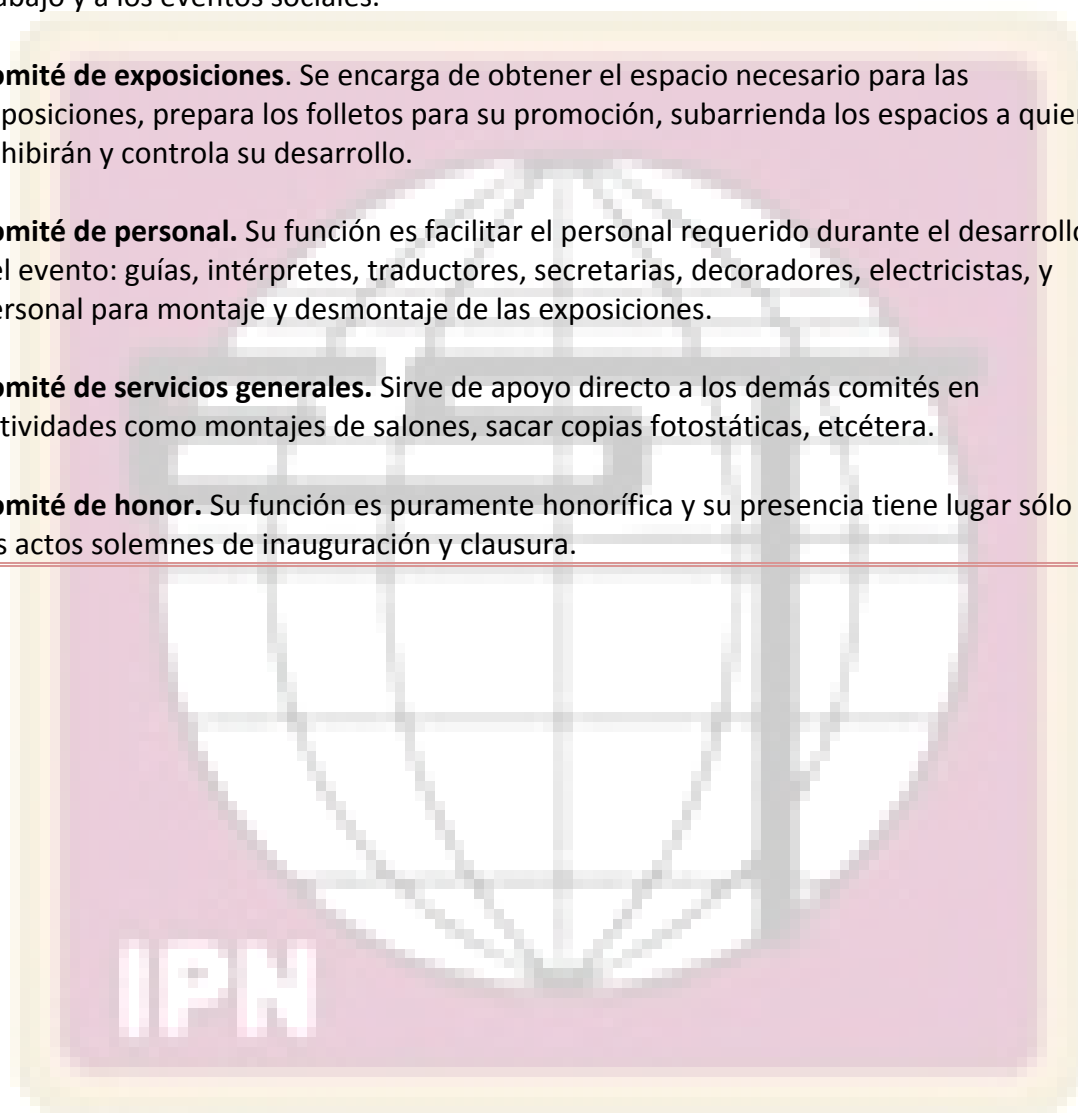 abajo y a los eventos sociales.
omité de exposiciones. Se encarga de obtener el espacio necesario para las
posiciones, prepara los folletos para su promoción, subarrienda los espacios a quien
hibirán y controla su desarrollo.
omité de personal. Su función es facilitar el personal requerido durante el desarrollo
el evento: guías, intérpretes, traductores, secretarias, decoradores, electricistas, y
ersonal para montaje y desmontaje de las exposiciones.
omité de servicios generales. Sirve de apoyo directo a los demás comités en
tividades como montajes de salones, sacar copias fotostáticas, etcétera.
omité de honor. Su función es puramente honorífica y su presencia tiene lugar sólo
s actos solemnes de inauguración y clausura.
IPN